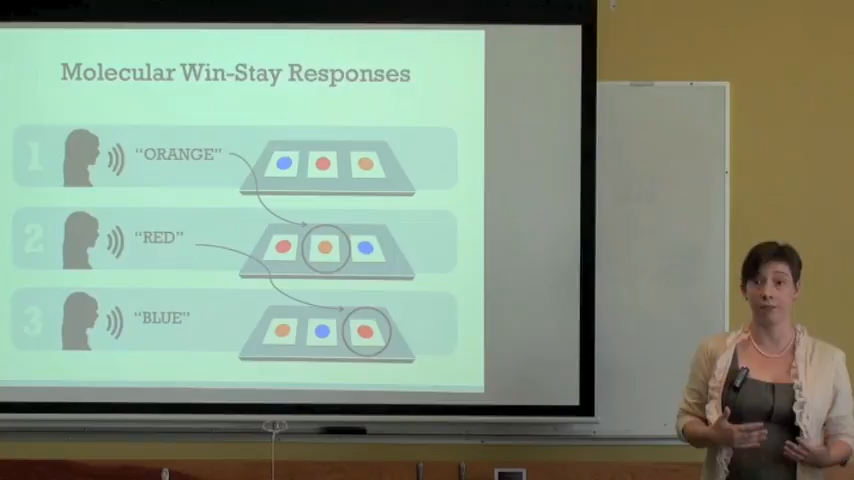 Molecular Win-Stay Responses
1 "ORANGE"
2 "RED"
3 "BLUE"